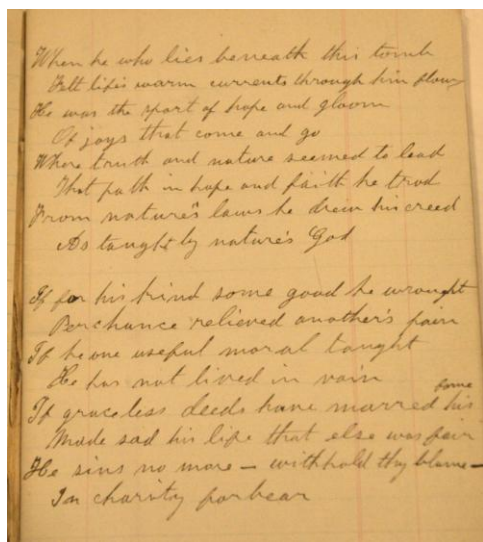 When he who lies beneath this tomb
Felt life's warm currents through him flow
He was the sport of hope and gloom
Of joys that come and go
Where truth and nature seemed to lead
That path in hope and faith he trod
From nature's laws he drew his creed
As taught by nature's God
If for his kind some good he wrought
Perchance relieved another's pain
If he one useful moral taught
He has not lived in vain
If graceless deeds have marred his fame
Made sad his life that else was fair
He sins no more – withhold thy blame –
In charity forbear